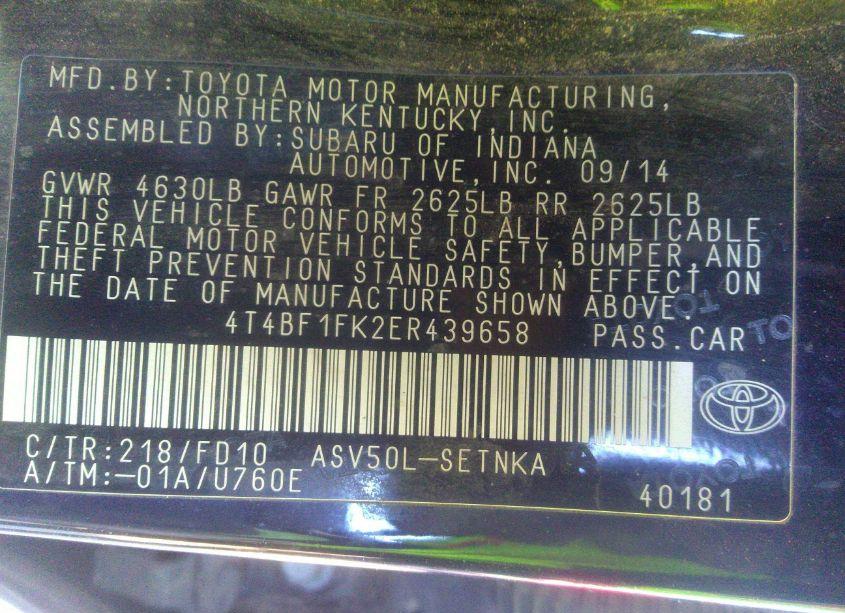 MFD.BY:TOYOTA MOTOR MANUFACTURING,
NORTHERN KENTUCKY,INC.
ASSEMBLED BY:SUBARU OF INDIANA
AUTOMOTIVE,INC. 09/14
GVWR 4630LB GAWR FR 2625LB RR 2625LB
THIS VEHICLE CONFORMS TO ALL APPLICABLE
FEDERAL MOTOR VEHICLE SAFETY,BUMPER,AND
THEFT PREVENTION STANDARDS IN EFFECT ON
THE DATE OF MANUFACTURE SHOWN ABOVE.
4T4BF1FK2ER439658 PASS.CAR
C/TR:218/FD10 ASV50L-SETNKA
A/TM:-01A/U760E
40181